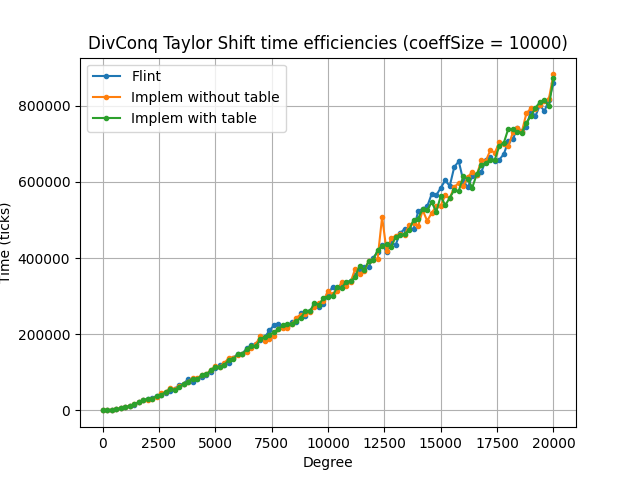 DivConq Taylor Shift time efficiencies (coeffSize = 10000)
Flint
Implem without table
Implem with table
800000
600000
400000
200000
0
Time (ticks)
0 2500 5000 7500 10000 12500 15000 17500 20000
Degree